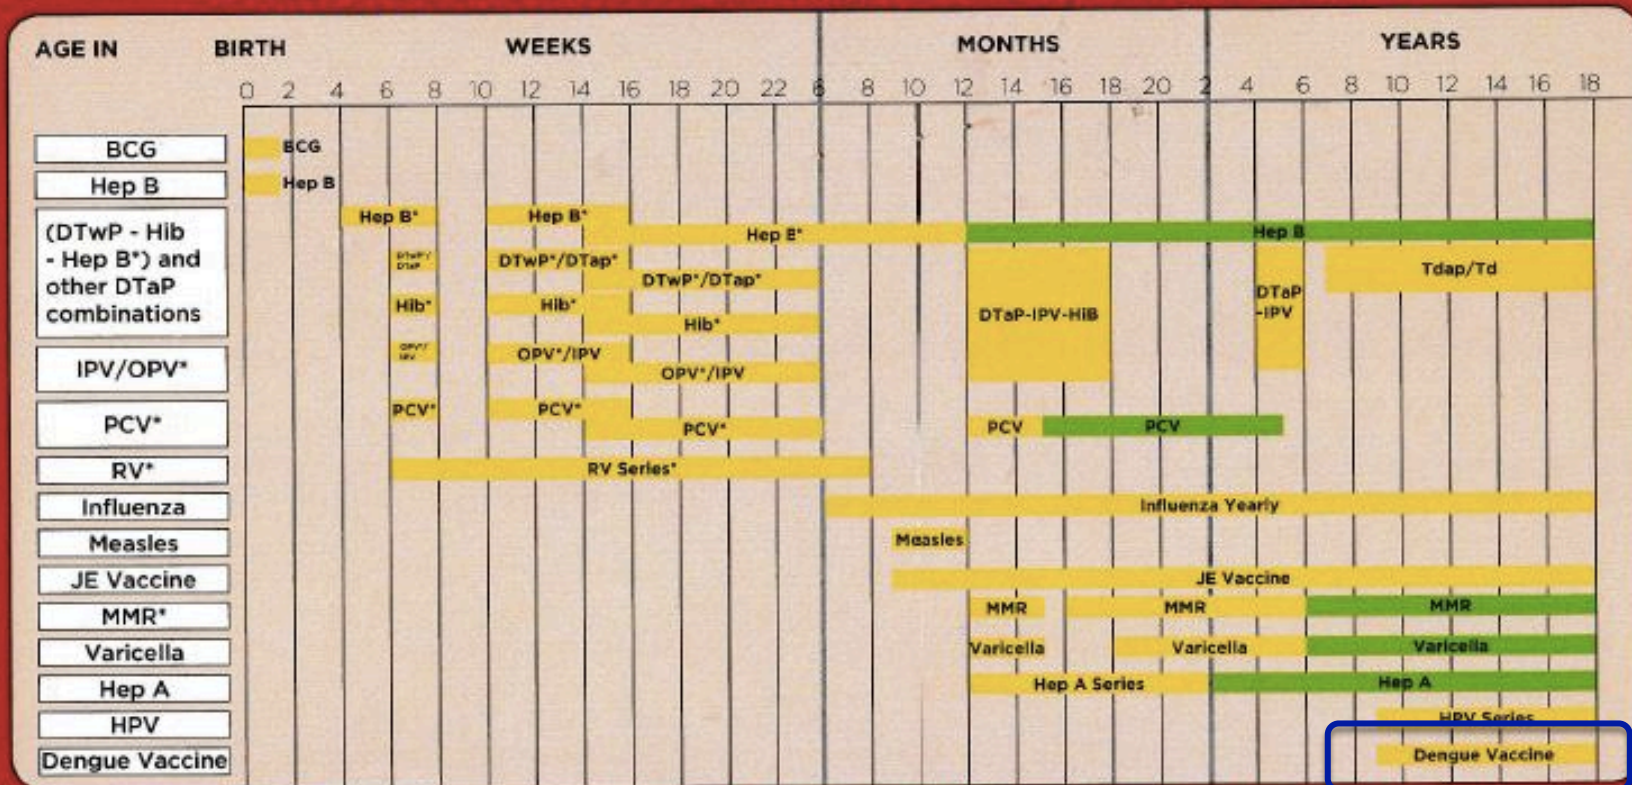 AGE IN BIRTH WEEKS MONTHS YEARS
0 2 4 6 8 10 12 14 16 18 20 22 6 8 10 12 14 16 18 20 2 4 6 8 10 12 14 16 18
BCG BCG
Hep B Hep B
(DTwP - Hib
- Hep B*) and
other DTaP
combinations
Hep B* Hep B*
Hep B* Hep B
DTwP*/
DTaP
DTwP*/DTap*
DTwP*/DTap*
Tdap/Td
Hib* Hib*
Hib*
DTaP-IPV-HiB
DTaP
-IPV
IPV/OPV*
OPV*/
IPV
OPV*/IPV
OPV*/IPV
PCV*
PCV* PCV*
PCV* PCV PCV
RV* RV Series*
Influenza Influenza Yearly
Measles Measles
JE Vaccine JE Vaccine
MMR* MMR MMR MMR
Varicella Varicella Varicella Varicella
Hep A Hep A Series Hep A
HPV HPV Series
Dengue Vaccine Dengue Vaccine